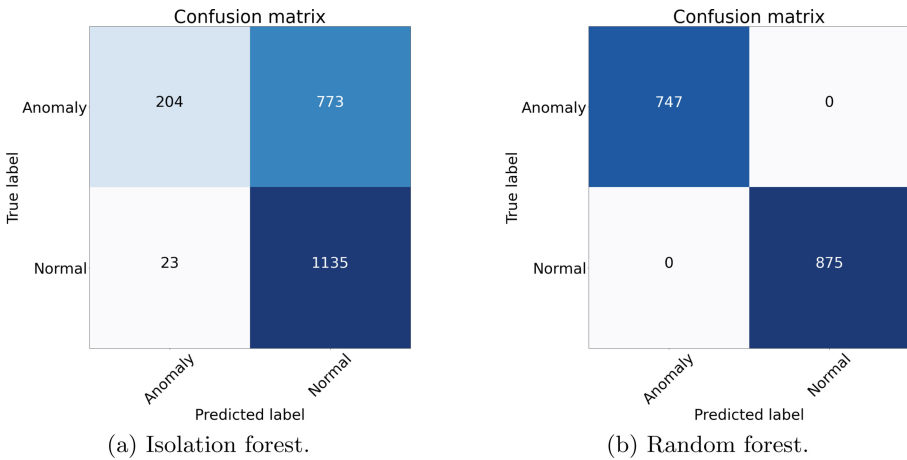 Confusion matrix
Anomaly
204
773
True label
Normal
23
1135
Anomaly
Normal
Predicted label
(a) Isolation forest.
Confusion matrix
Anomaly
747
0
True label
Normal
0
875
Anomaly
Normal
Predicted label
(b) Random forest.